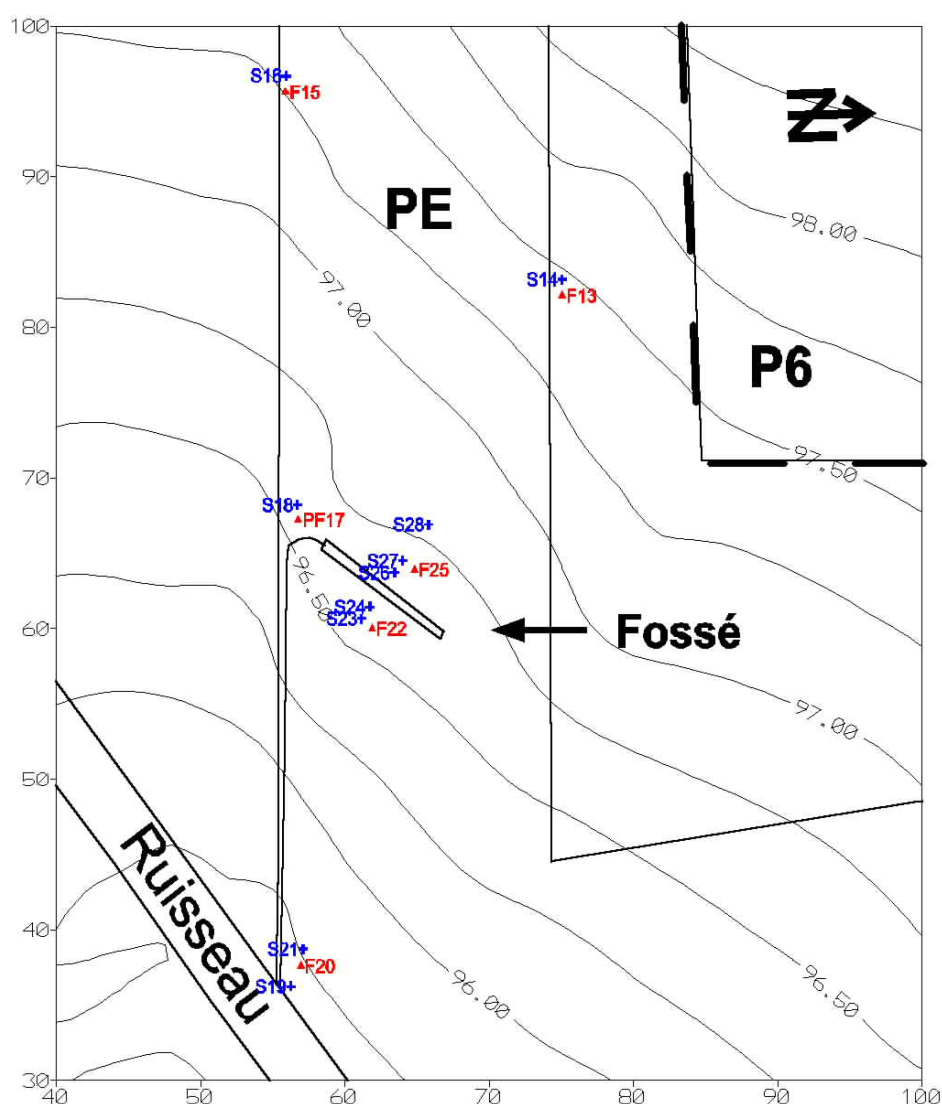 100
S16+
F15
N
90
PE
98.00
S14+
F13
97.00
80
P6
97.50
70
S18+
PF17
S28+
S27+
F25
S26+
96.50
S24+
S23+
F22
60
Fossé
97.00
50
Ruisseau
40
S21+
F20
S19+
96.00
96.50
30
40
50
60
70
80
90
100